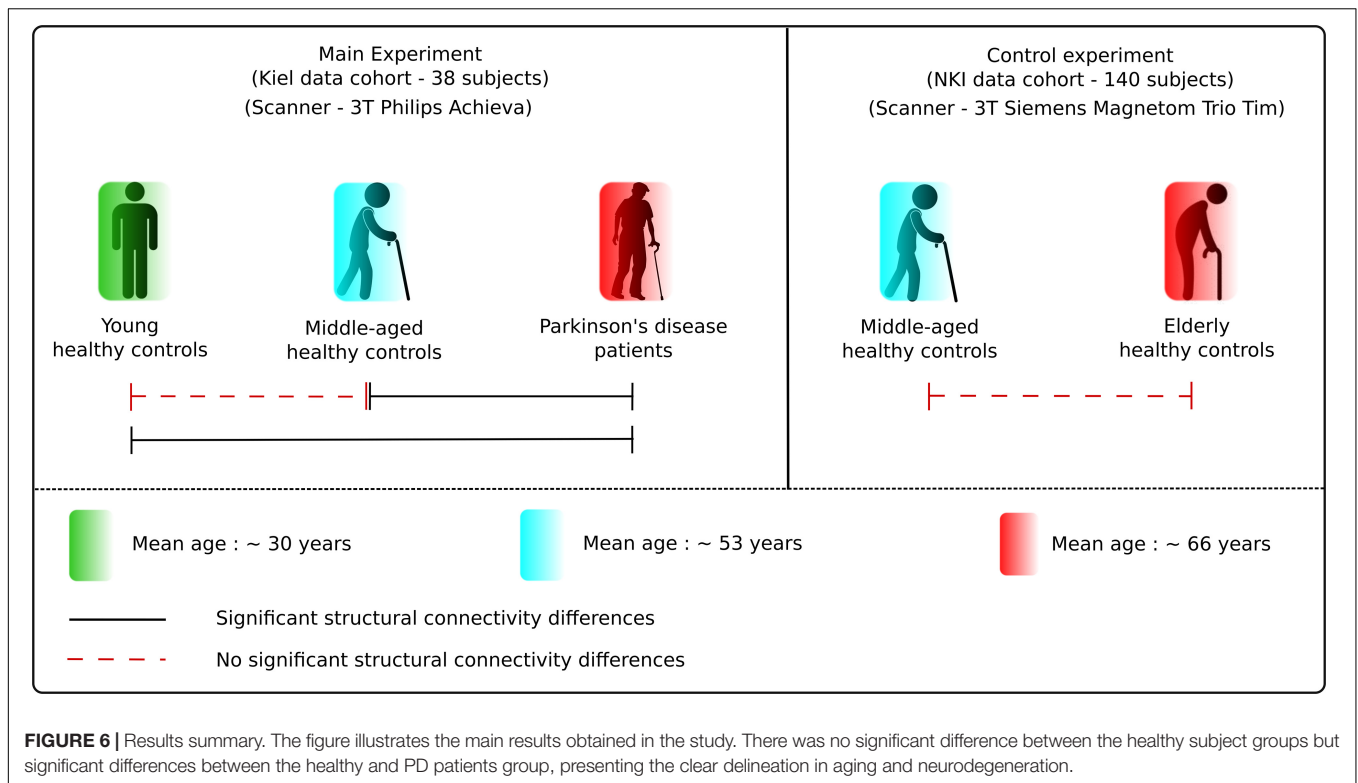 Main Experiment
(Kiel data cohort - 38 subjects)
(Scanner - 3T Philips Achieva)
Control experiment
(NKI data cohort - 140 subjects)
(Scanner - 3T Siemens Magnetom Trio Tim)
Young
healthy controls
Middle-aged
healthy controls
Parkinson's disease
patients
Middle-aged
healthy controls
Elderly
healthy controls
Mean age : ~ 30 years
Mean age : ~ 53 years
Mean age : ~ 66 years
Significant structural connectivity differences
No significant structural connectivity differences
FIGURE 6 | Results summary. The figure illustrates the main results obtained in the study. There was no significant difference between the healthy subject groups but
significant differences between the healthy and PD patients group, presenting the clear delineation in aging and neurodegeneration.